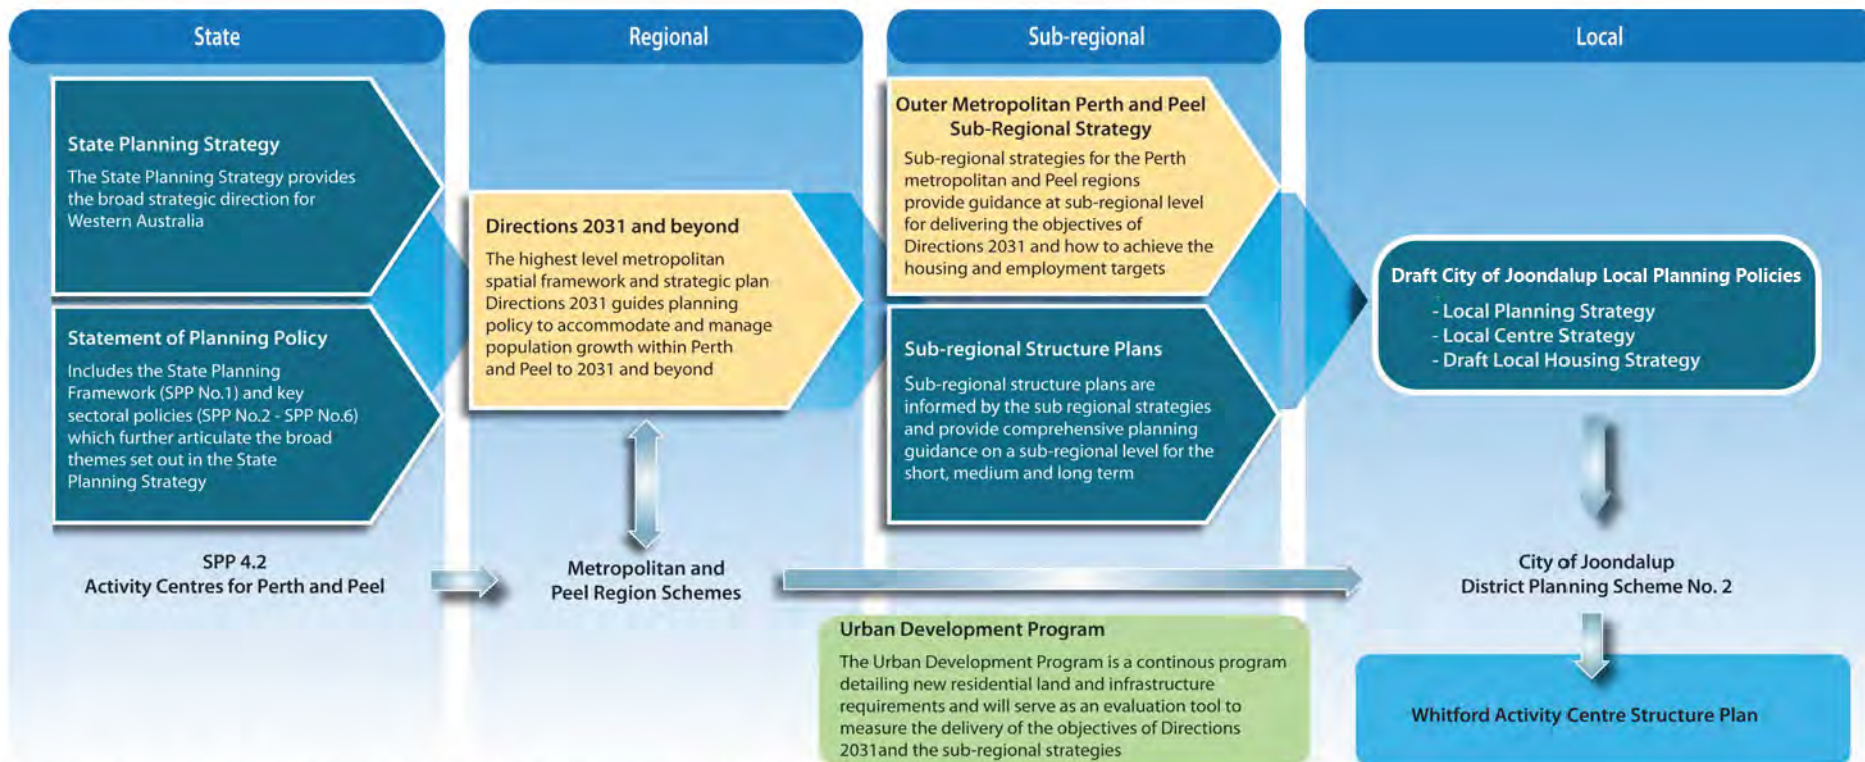 State
State Planning Strategy
The State Planning Strategy provides
the broad strategic direction for
Western Australia
Statement of Planning Policy
Includes the State Planning
Framework (SPP No.1) and key
sectoral policies (SPP No.2 - SPP No.6)
which further articulate the broad
themes set out in the State
Planning Strategy
SPP 4.2
Activity Centres for Perth and Peel
Regional
Directions 2031 and beyond
The highest level metropolitan
spatial framework and strategic plan
Directions 2031 guides planning
policy to accommodate and manage
population growth within Perth
and Peel to 2031 and beyond
Metropolitan and
Peel Region Schemes
Sub-regional
Outer Metropolitan Perth and Peel
Sub-Regional Strategy
Sub-regional strategies for the Perth
metropolitan and Peel regions
provide guidance at sub-regional level
for delivering the objectives of
Directions 2031 and how to achieve the
housing and employment targets
Sub-regional Structure Plans
Sub-regional structure plans are
informed by the sub regional strategies
and provide comprehensive planning
guidance on a sub-regional level for the
short, medium and long term
Urban Development Program
The Urban Development Program is a continous program
detailing new residential land and infrastructure
requirements and will serve as an evaluation tool to
measure the delivery of the objectives of Directions
2031and the sub-regional strategies
Local
Draft City of Joondalup Local Planning Policies
- Local Planning Strategy
- Local Centre Strategy
- Draft Local Housing Strategy
City of Joondalup
District Planning Scheme No. 2
Whitford Activity Centre Structure Plan